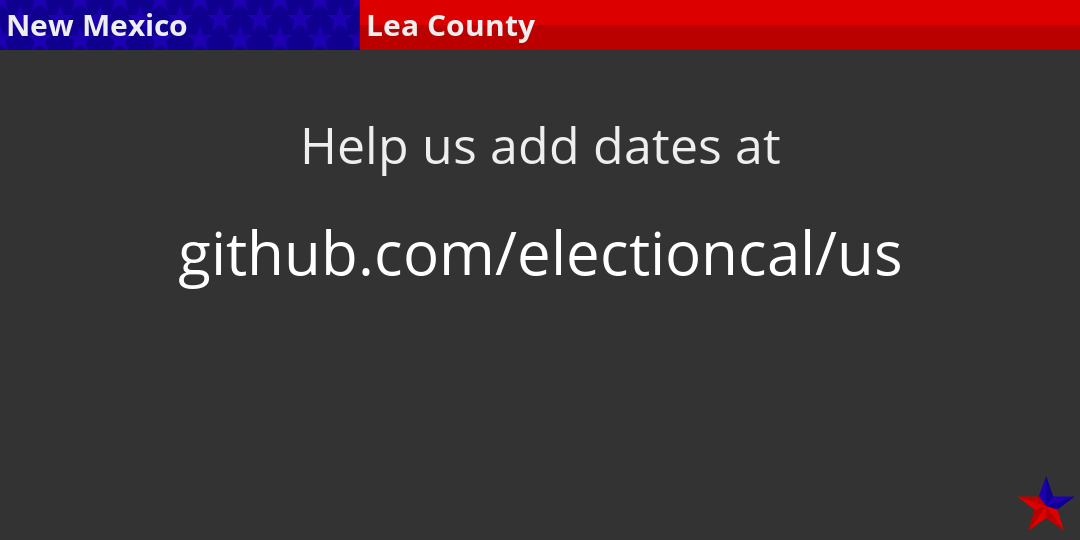 New Mexico
Lea County
Help us add dates at
github.com/electioncal/us